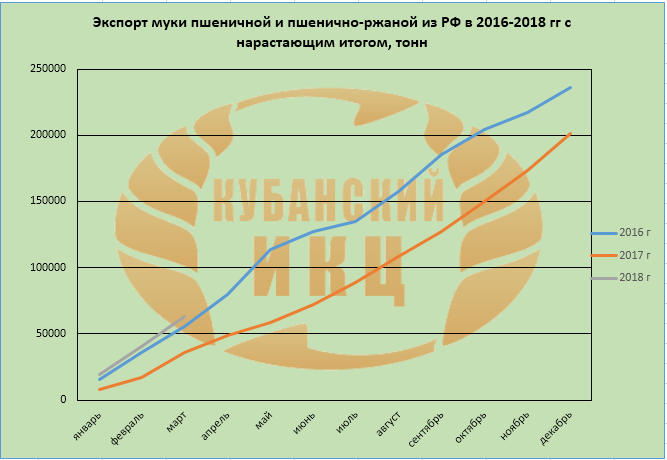 Экспорт муки пшеничной и пшенично-ржаной из РФ в 2016-2018 гг с
нарастающим итогом, тонн
250000
200000
150000
100000
50000
0
КУБАНСКИЙ
ИКЦ
2016 г
2017 г
2018 г
январь
февраль
март
апрель
май
июнь
июль
август
сентябрь
октябрь
ноябрь
декабрь